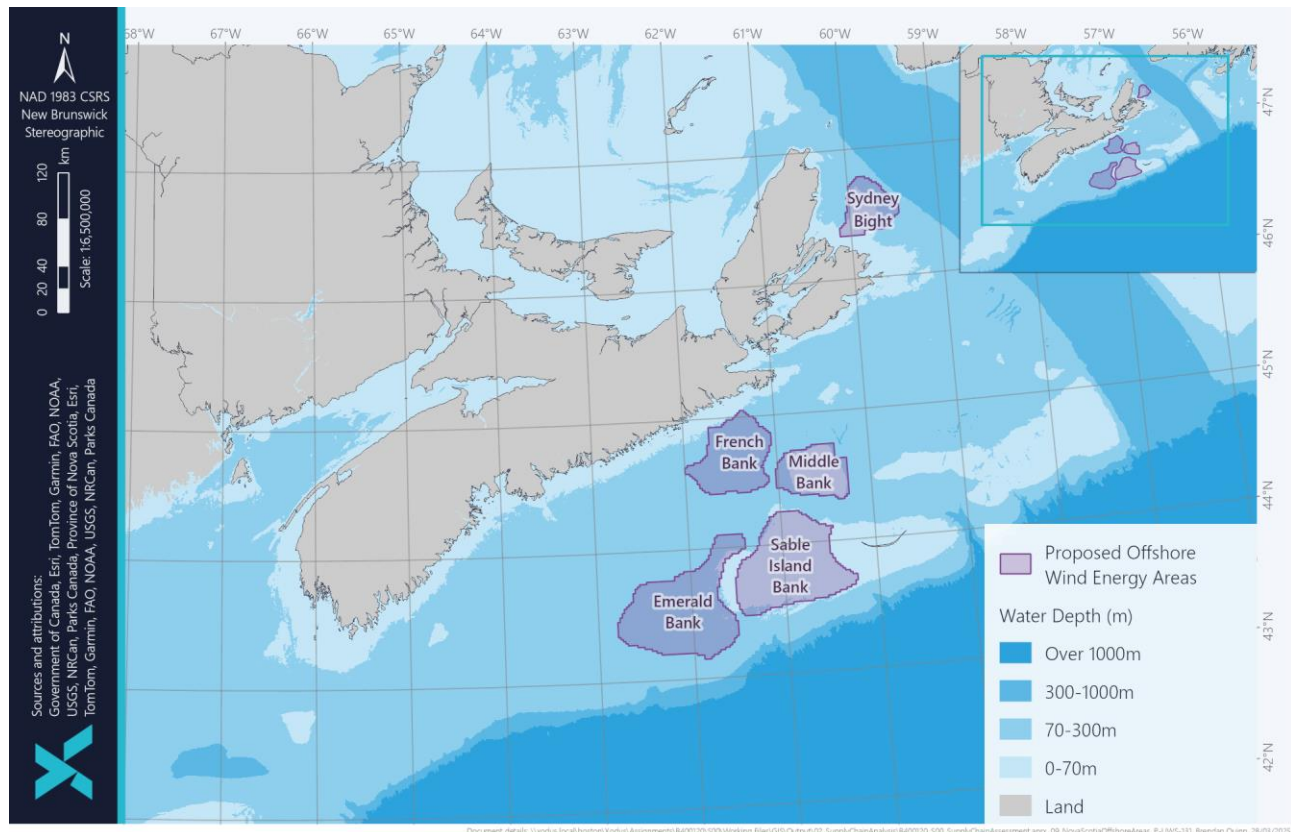 68°W 67°W 66°W 65°W 64°W 63°W 62°W 61°W 60°W 59°W 58°W 57°W 56°W
N
NAD 1983 CSRS
New Brunswick
Stereographic
0 20 40 80 120
km
Scale: 1:6,500,000
Sources and attributions:
Government of Canada, Esri, TomTom, Garmin, FAO, NOAA,
USGS, NRCan, Parks Canada, Province of Nova Scotia, Esri,
TomTom, Garmin, FAO, NOAA, USGS, NRCan, Parks Canada
Sydney
Bight
French
Bank
Middle
Bank
Sable
Island
Bank
Emerald
Bank
47°N
46°N
45°N
44°N
43°N
42°N
Proposed Offshore
Wind Energy Areas
Water Depth (m)
Over 1000m
300-1000m
70-300m
0-70m
Land